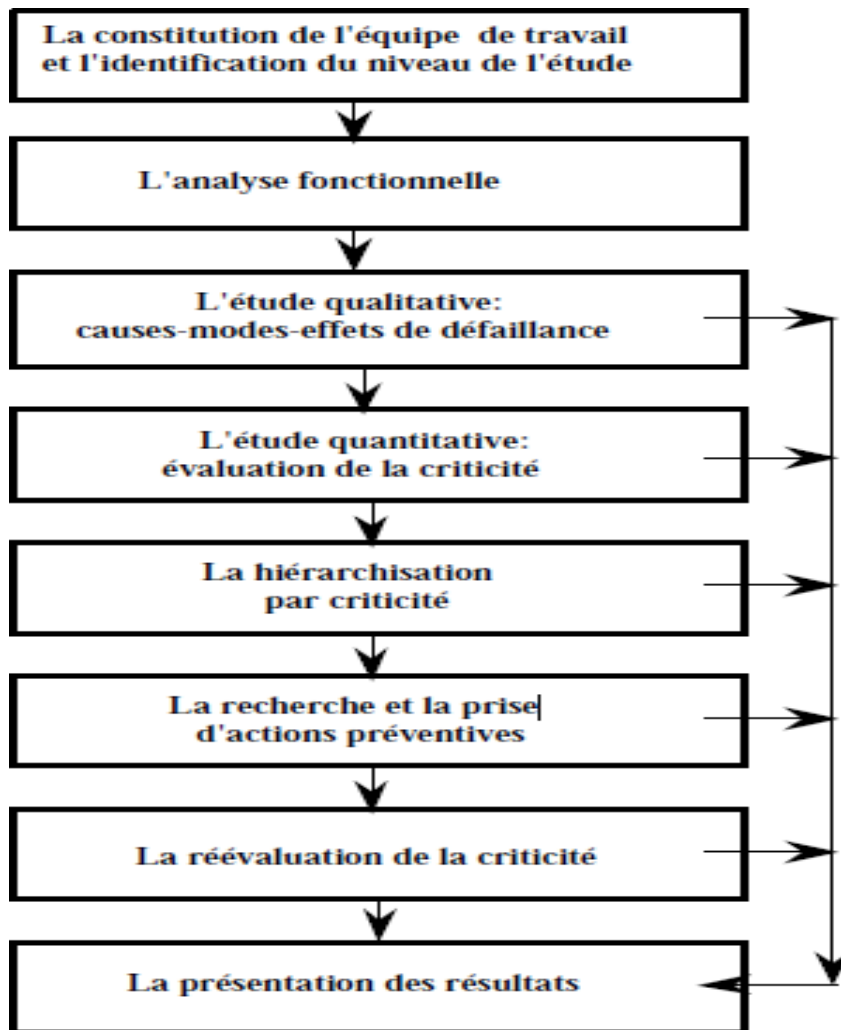 La constitution de l'équipe de travail
et l'identification du niveau de l'étude
L'analyse fonctionnelle
L'étude qualitative:
causes-modes-effets de défaillance
L'étude quantitative:
évaluation de la criticité
La hiérarchisation
par criticité
La recherche et la prise
d'actions préventives
La réévaluation de la criticité
La présentation des résultats